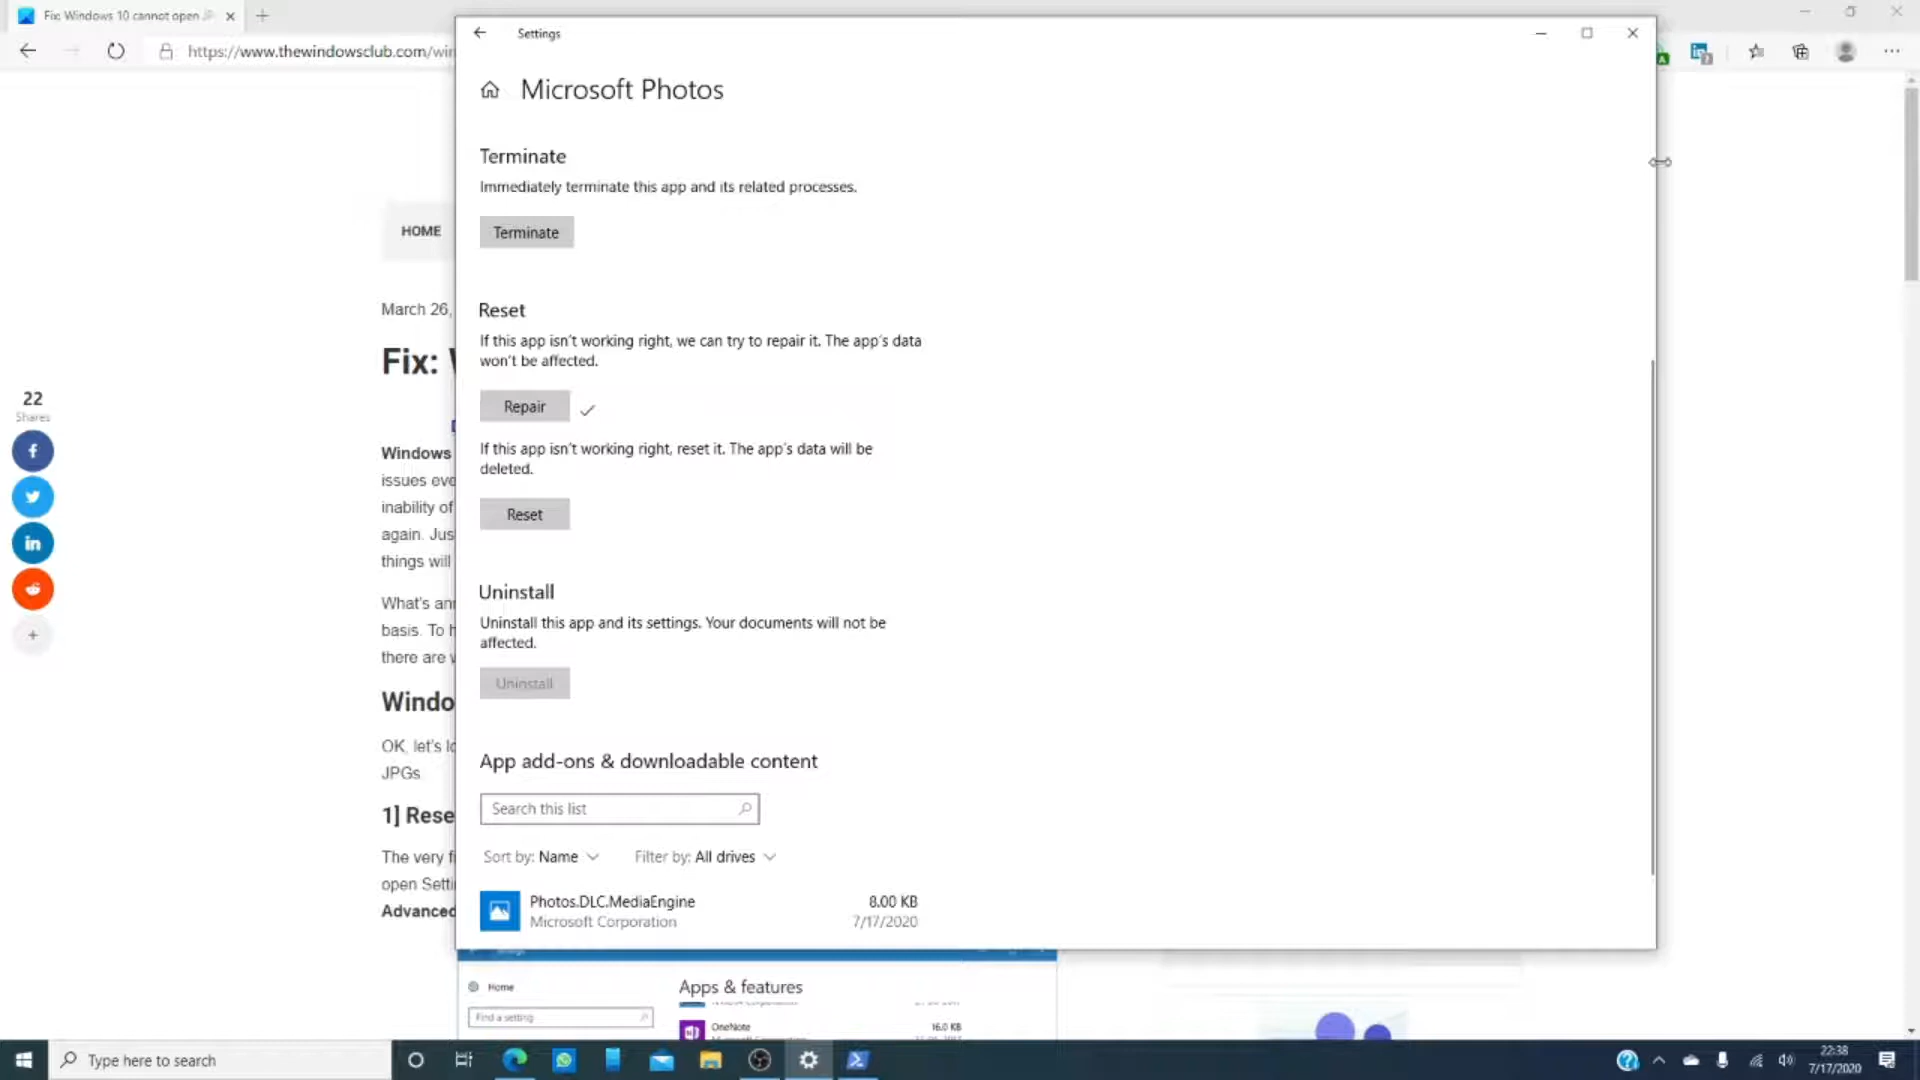 Fix: Windows 10 cannot open JP
https://www.thewindowsclub.com/win
Settings
Microsoft Photos
Terminate
Immediately terminate this app and its related processes.
Terminate
HOME
Reset
March 26,
If this app isn't working right, we can try to repair it. The app's data
won't be affected.
Fix:
22
Shares
Repair
If this app isn't working right, reset it. The app's data will be
deleted.
Windows
issues eve
inability of
Reset
again. Jus
things will
Uninstall
What's ann
Uninstall this app and its settings. Your documents will not be
affected.
basis. To h
there are
Uninstall
Windo
OK, let's lo
App add-ons & downloadable content
JPGs.
Search this list
1] Rese
The very fi
Sort by: Name
Filter by: All drives
open Setti
Advanced
Photos.DLC.MediaEngine
8.00 KB
Microsoft Corporation
7/17/2020
Home
Apps & features
Find a setting
OneNote
16.0 KB
Type here to search
22:38
7/17/2020